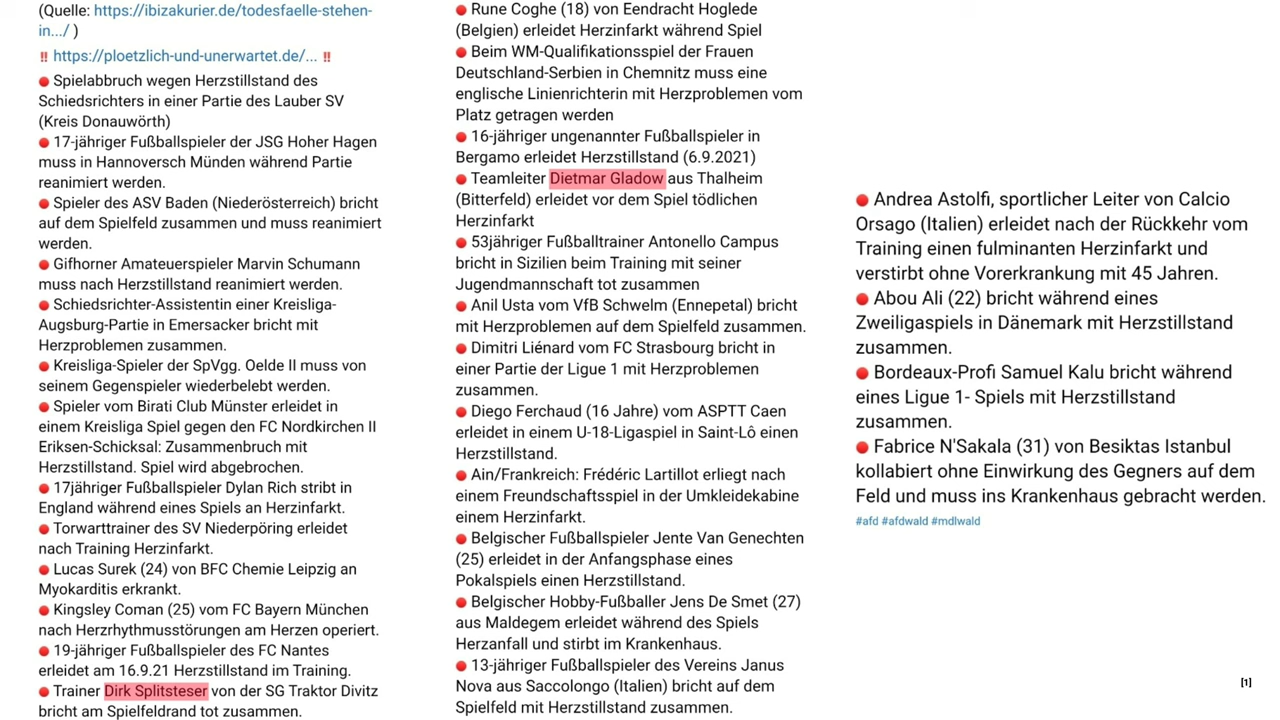 (Quelle: https://ibizakurier.de/todesfaelle-stehen-
in.../ )
‼ https://ploetzlich-und-unerwartet.de/... ‼
🔴 Spielabbruch wegen Herzstillstand des
Schiedsrichters in einer Partie des Lauber SV
(Kreis Donauwörth)
🔴 17-jähriger Fußballspieler der JSG Hoher Hagen
muss in Hannoversch Münden während Partie
reanimiert werden.
🔴 Spieler des ASV Baden (Niederösterreich) bricht
auf dem Spielfeld zusammen und muss reanimiert
werden.
🔴 Gifhorner Amateuerspieler Marvin Schumann
muss nach Herzstillstand reanimiert werden.
🔴 Schiedsrichter-Assistentin einer Kreisliga-
Augsburg-Partie in Emersacker bricht mit
Herzproblemen zusammen.
🔴 Kreisliga-Spieler der SpVgg. Oelde II muss von
seinem Gegenspieler wiederbelebt werden.
🔴 Spieler vom Birati Club Münster erleidet in
einem Kreisliga Spiel gegen den FC Nordkirchen II
Eriksen-Schicksal: Zusammenbruch mit
Herzstillstand. Spiel wird abgebrochen.
🔴 17jähriger Fußballspieler Dylan Rich stribt in
England während eines Spiels an Herzinfarkt.
🔴 Torwarttrainer des SV Niederpöring erleidet
nach Training Herzinfarkt.
🔴 Lucas Surek (24) von BFC Chemie Leipzig an
Myokarditis erkrankt.
🔴 Kingsley Coman (25) vom FC Bayern München
nach Herzrhythmusstörungen am Herzen operiert.
🔴 19-jähriger Fußballspieler des FC Nantes
erleidet am 16.9.21 Herzstillstand im Training.
🔴 Trainer Dirk Splitsteser von der SG Traktor Divitz
bricht am Spielfeldrand tot zusammen.
🔴 Rune Coghe (18) von Eendracht Hoglede
(Belgien) erleidet Herzinfarkt während Spiel
🔴 Beim WM-Qualifikationsspiel der Frauen
Deutschland-Serbien in Chemnitz muss eine
englische Linienrichterin mit Herzproblemen vom
Platz getragen werden
🔴 16-jähriger ungenannter Fußballspieler in
Bergamo erleidet Herzstillstand (6.9.2021)
🔴 Teamleiter Dietmar Gladow aus Thalheim
(Bitterfeld) erleidet vor dem Spiel tödlichen
Herzinfarkt
🔴 53jähriger Fußballtrainer Antonello Campus
bricht in Sizilien beim Training mit seiner
Jugendmannschaft tot zusammen
🔴 Anil Usta vom VfB Schwelm (Ennepetal) bricht
mit Herzproblemen auf dem Spielfeld zusammen.
🔴 Dimitri Liénard vom FC Strasbourg bricht in
einer Partie der Ligue 1 mit Herzproblemen
zusammen.
🔴 Diego Ferchaud (16 Jahre) vom ASPTT Caen
erleidet in einem U-18-Ligaspiel in Saint-Lô einen
Herzstillstand.
🔴 Ain/Frankreich: Frédéric Lartillot erliegt nach
einem Freundschaftsspiel in der Umkleidekabine
einem Herzinfarkt.
🔴 Belgischer Fußballspieler Jente Van Genechten
(25) erleidet in der Anfangsphase eines
Pokalspiels einen Herzstillstand.
🔴 Belgischer Hobby-Fußballer Jens De Smet (27)
aus Maldegem erleidet während des Spiels
Herzanfall und stirbt im Krankenhaus.
🔴 13-jähriger Fußballspieler des Vereins Janus
Nova aus Saccolongo (Italien) bricht auf dem
Spielfeld mit Herzstillstand zusammen.
🔴 Andrea Astolfi, sportlicher Leiter von Calcio
Orsago (Italien) erleidet nach der Rückkehr vom
Training einen fulminanten Herzinfarkt und
verstirbt ohne Vorerkrankung mit 45 Jahren.
🔴 Abou Ali (22) bricht während eines
Zweiligaspiels in Dänemark mit Herzstillstand
zusammen.
🔴 Bordeaux-Profi Samuel Kalu bricht während
eines Ligue 1- Spiels mit Herzstillstand
zusammen.
🔴 Fabrice N'Sakala (31) von Besiktas Istanbul
kollabiert ohne Einwirkung des Gegners auf dem
Feld und muss ins Krankenhaus gebracht werden.
#afd #afdwald #mdlwald
[1]